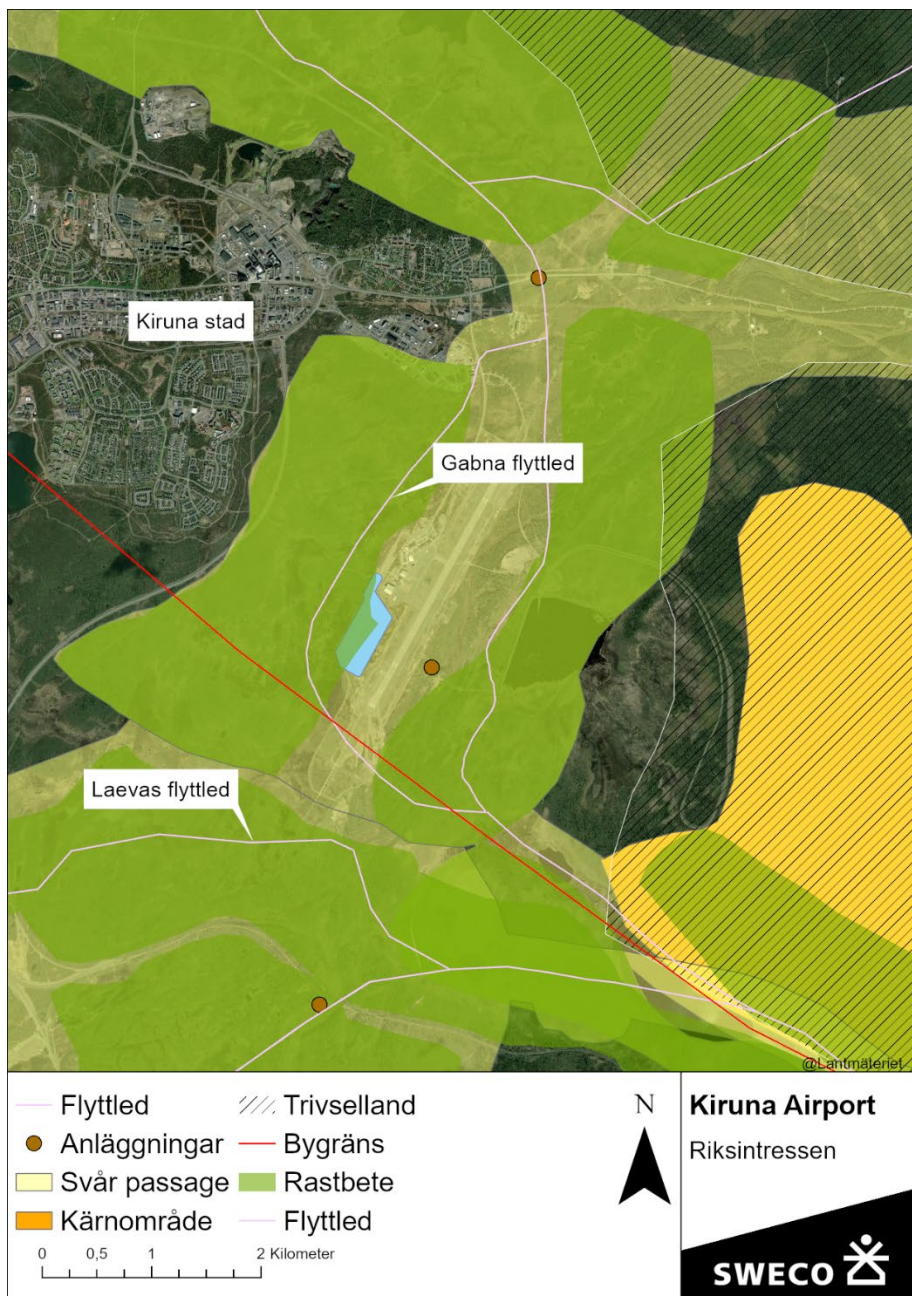 Kiruna stad
Gabna flyttled
Laevas flyttled
@Lantmäteriet
Flyttled
Trivselland
Anläggningar
Bygräns
Svår passage
Rastbete
Kärnområde
Flyttled
0 0,5 1 2 Kilometer
N
Kiruna Airport
Riksintressen
SWECO